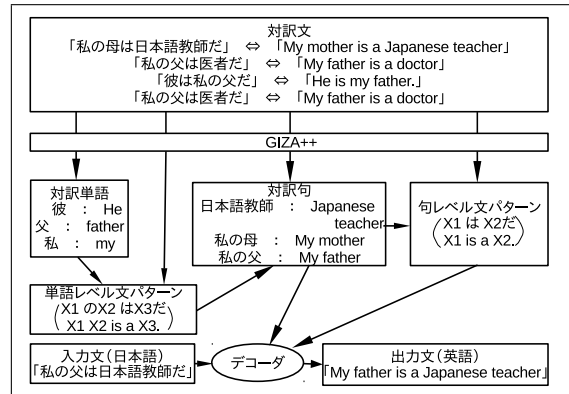 対訳文
「私の母は日本語教師だ」 ⇔ 「My mother is a Japanese teacher」
「私の父は医者だ」 ⇔ 「My father is a doctor」
「彼は私の父だ」 ⇔ 「He is my father.」
「私の父は医者だ」 ⇔ 「My father is a doctor」
GIZA++
対訳単語
彼 : He
父 : father
私 : my
対訳句
日本語教師 : Japanese
teacher
私の母 : My mother
私の父 : My father
句レベル文パターン
(X1 は X2だ
X1 is a X2.)
単語レベル文パターン
(X1 のX2 はX3だ
X1 X2 is a X3.)
入力文(日本語)
「私の父は日本語教師だ」
デコーダ
出力文(英語)
「My father is a Japanese teacher」